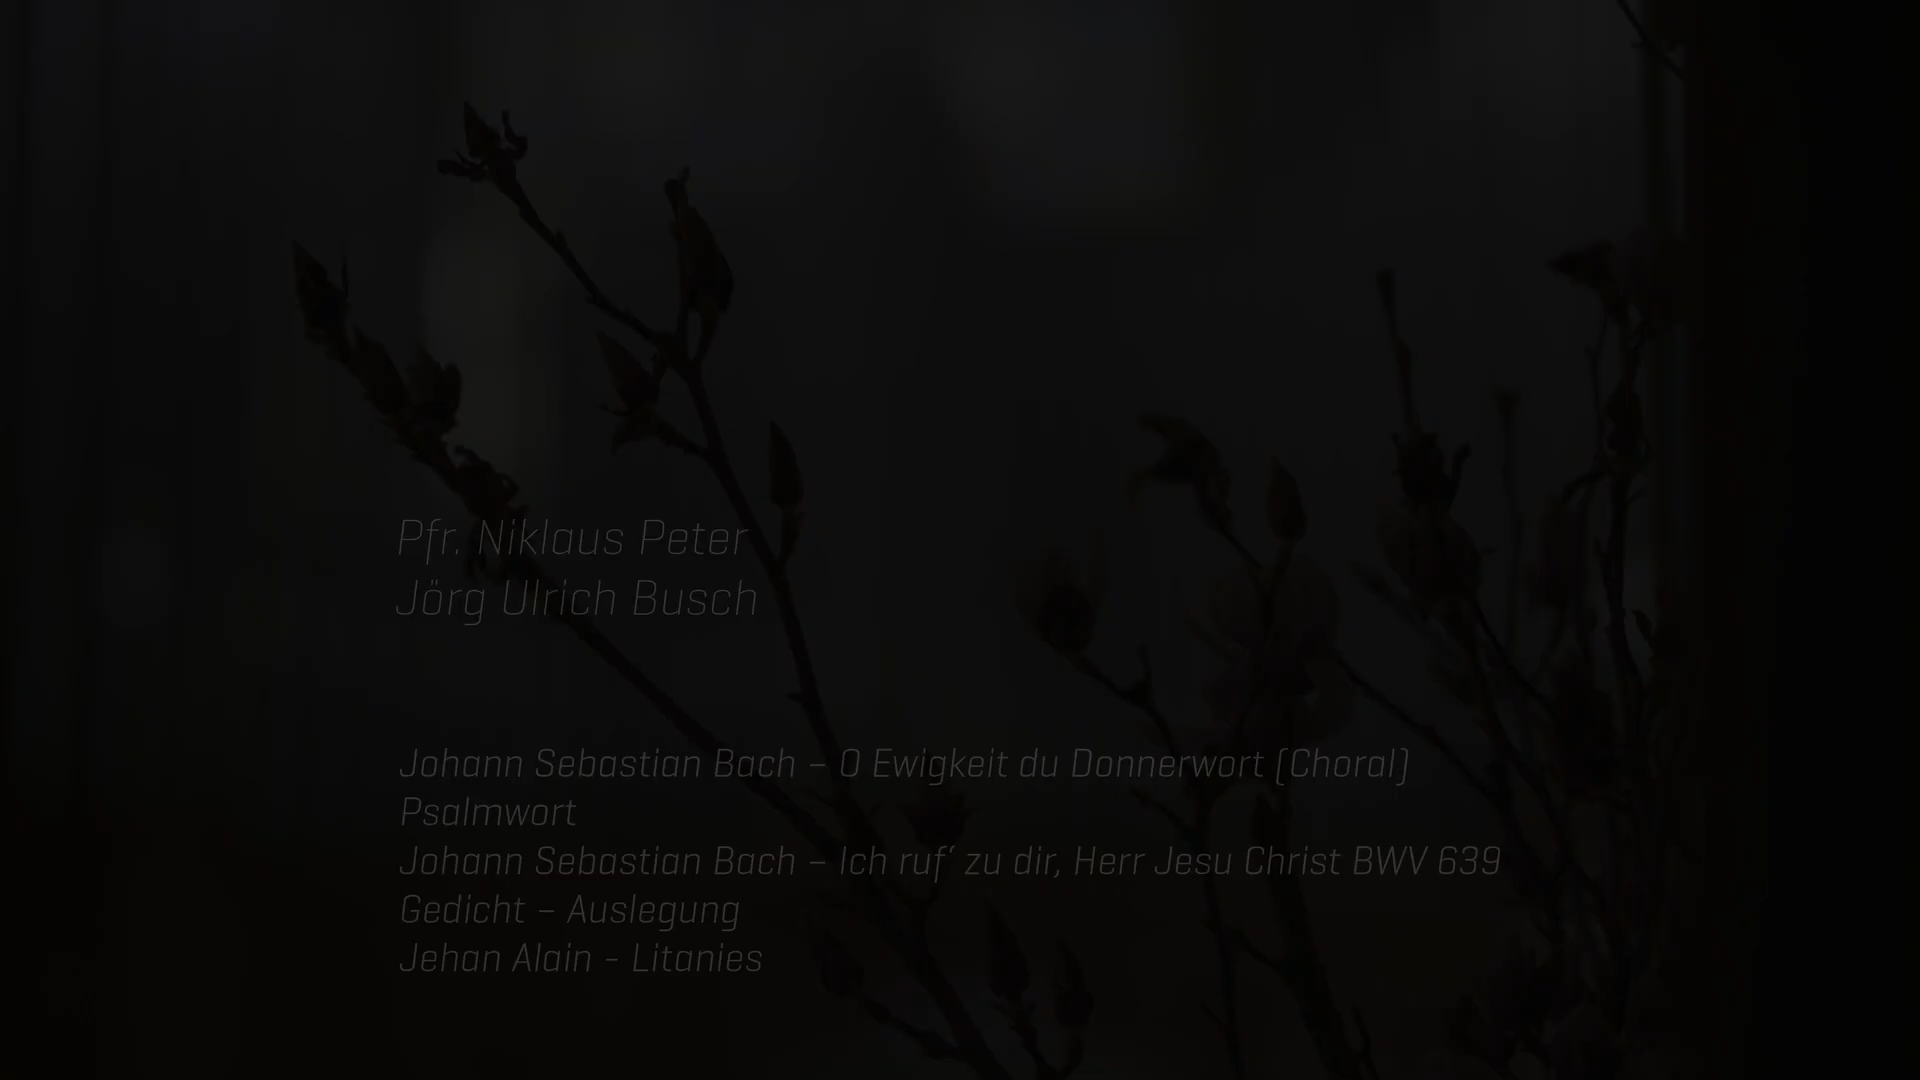 Pfr. Niklaus Peter
Jörg Ulrich Busch
Johann Sebastian Bach – O Ewigkeit du Donnerwort (Choral)
Psalmwort
Johann Sebastian Bach – Ich ruf‘ zu dir, Herr Jesu Christ BWV 639
Gedicht – Auslegung
Jehan Alain - Litanies